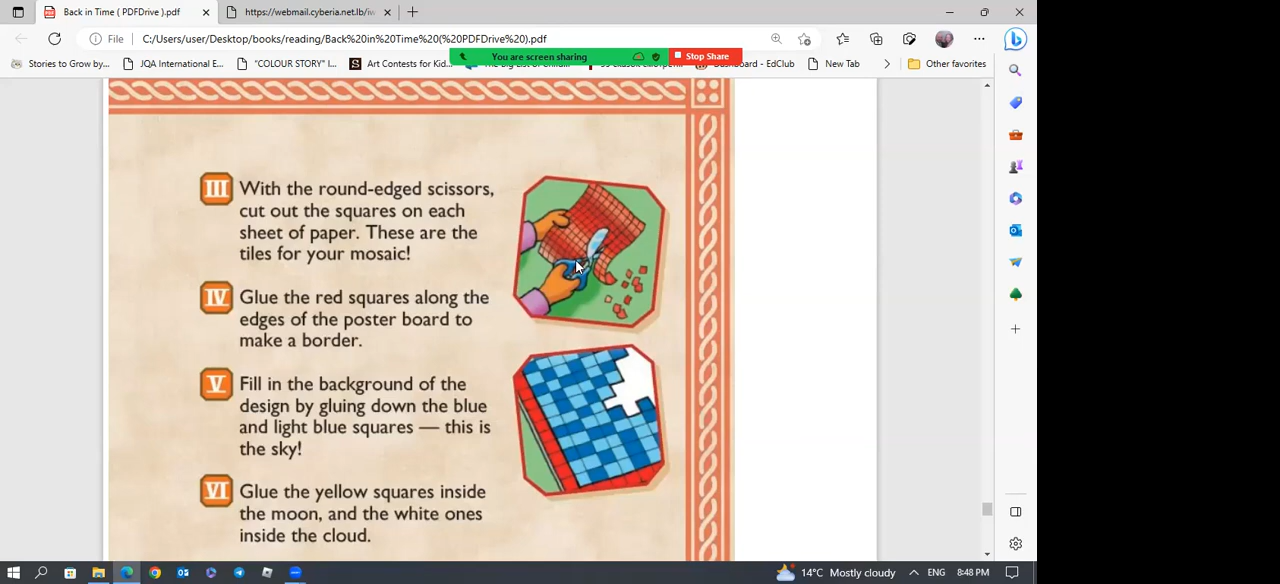 Back in Time ( PDFDrive ).pdf
https://webmail.cyberia.net.lb/iw
File
C:/Users/user/Desktop/books/reading/Back%20in%20Time%20(%20PDFDrive%20).pdf
You are screen sharing
Stop Share
Stories to Grow by...
JQA International E...
"COLOUR STORY" I...
Art Contests for Kid...
Dashboard - EdClub
New Tab
Other favorites
III
With the round-edged scissors,
cut out the squares on each
sheet of paper. These are the
tiles for your mosaic!
IV
Glue the red squares along the
edges of the poster board to
make a border.
V
Fill in the background of the
design by gluing down the blue
and light blue squares — this is
the sky!
VI
Glue the yellow squares inside
the moon, and the white ones
inside the cloud.
14°C Mostly cloudy
ENG
8:48 PM